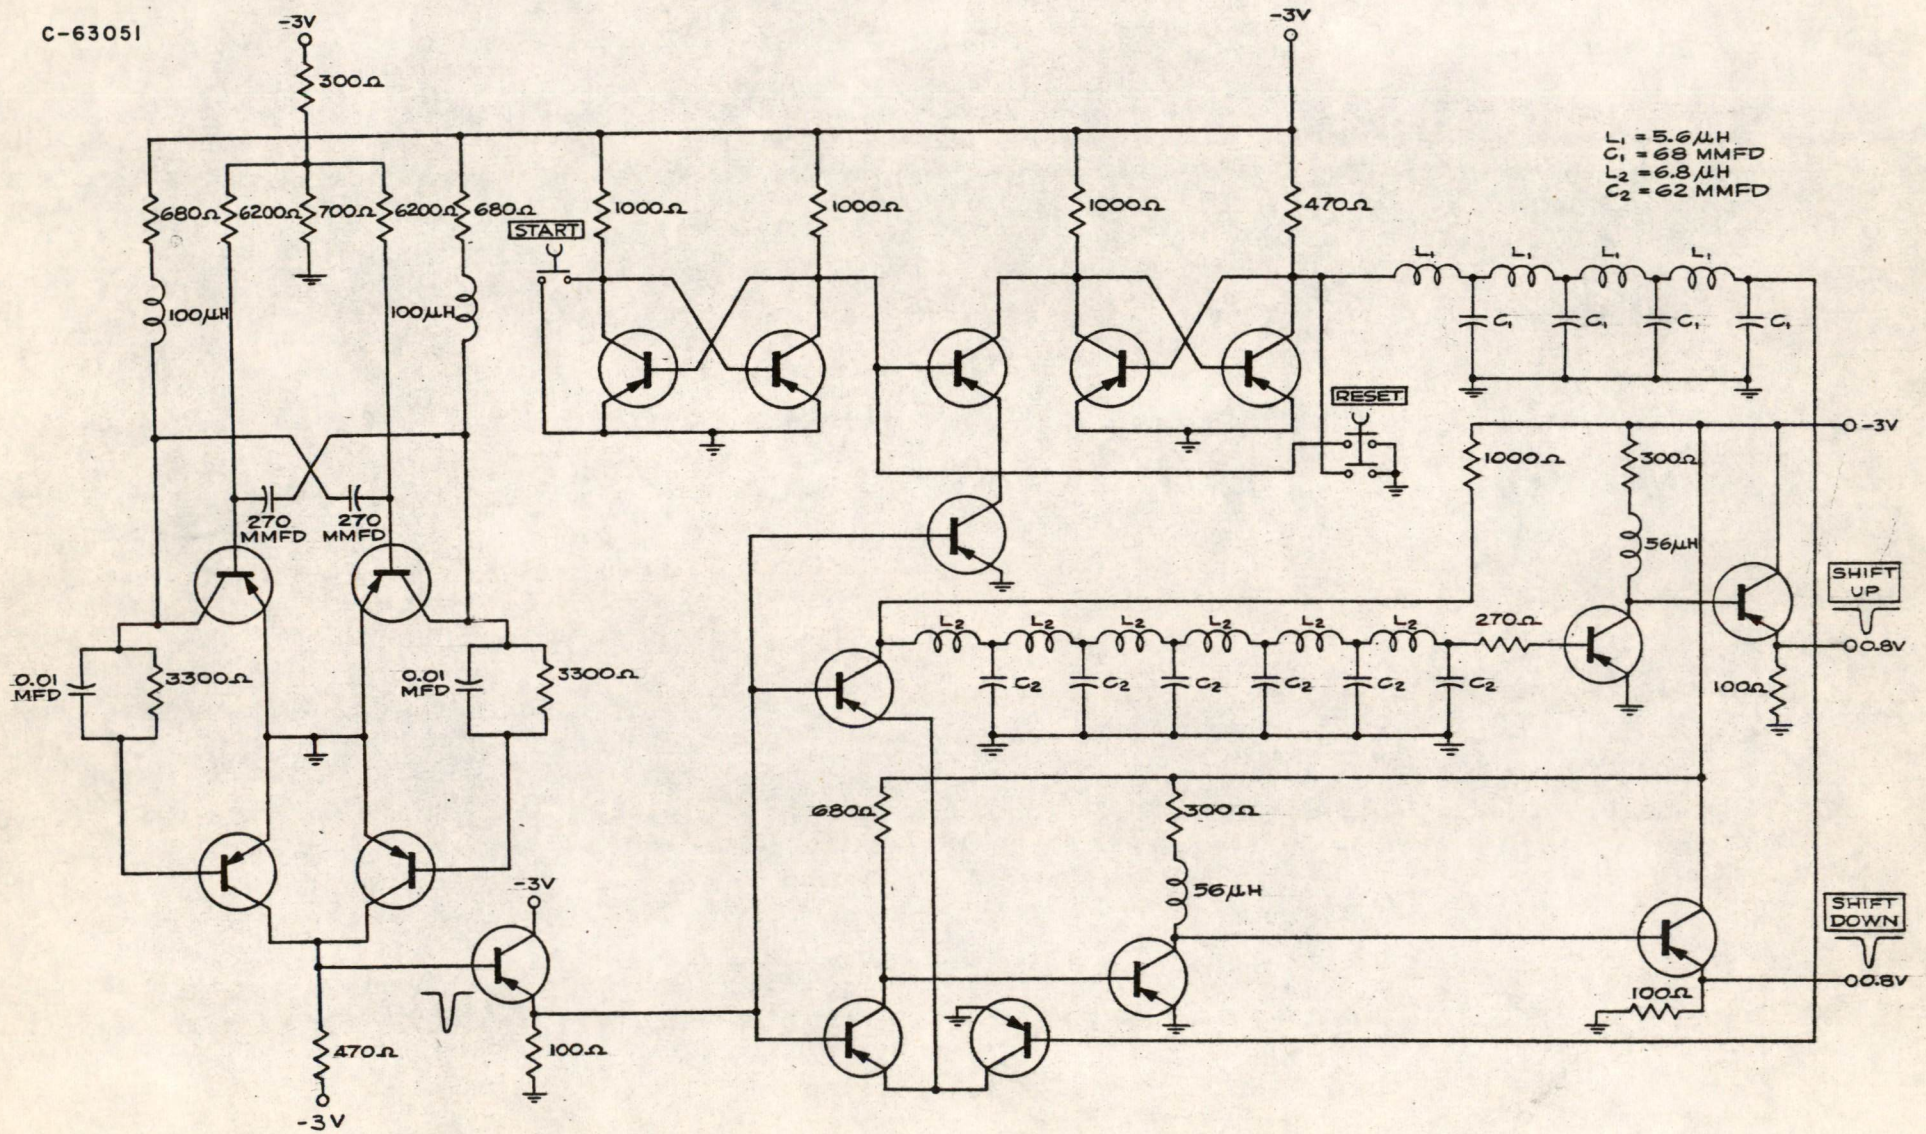 C-63051
-3V
-3V
300Ω
L₁ = 5.6 μH
C₁ = 68 MMFD
L₂ = 6.8 μH
C₂ = 62 MMFD
680Ω
6200Ω
700Ω
6200Ω
680Ω
1000Ω
1000Ω
1000Ω
470Ω
START
L₁
L₁
L₁
L₁
100μH
100μH
C₁
C₁
C₁
C₁
RESET
-3V
1000Ω
300Ω
270
MMFD
270
MMFD
56μH
SHIFT
UP
0.8V
L₂
L₂
L₂
L₂
L₂
L₂
270Ω
0.01
MFD
3300Ω
0.01
MFD
3300Ω
C₂
C₂
C₂
C₂
C₂
C₂
100Ω
680Ω
300Ω
56μH
-3V
SHIFT
DOWN
0.8V
100Ω
470Ω
100Ω
-3V